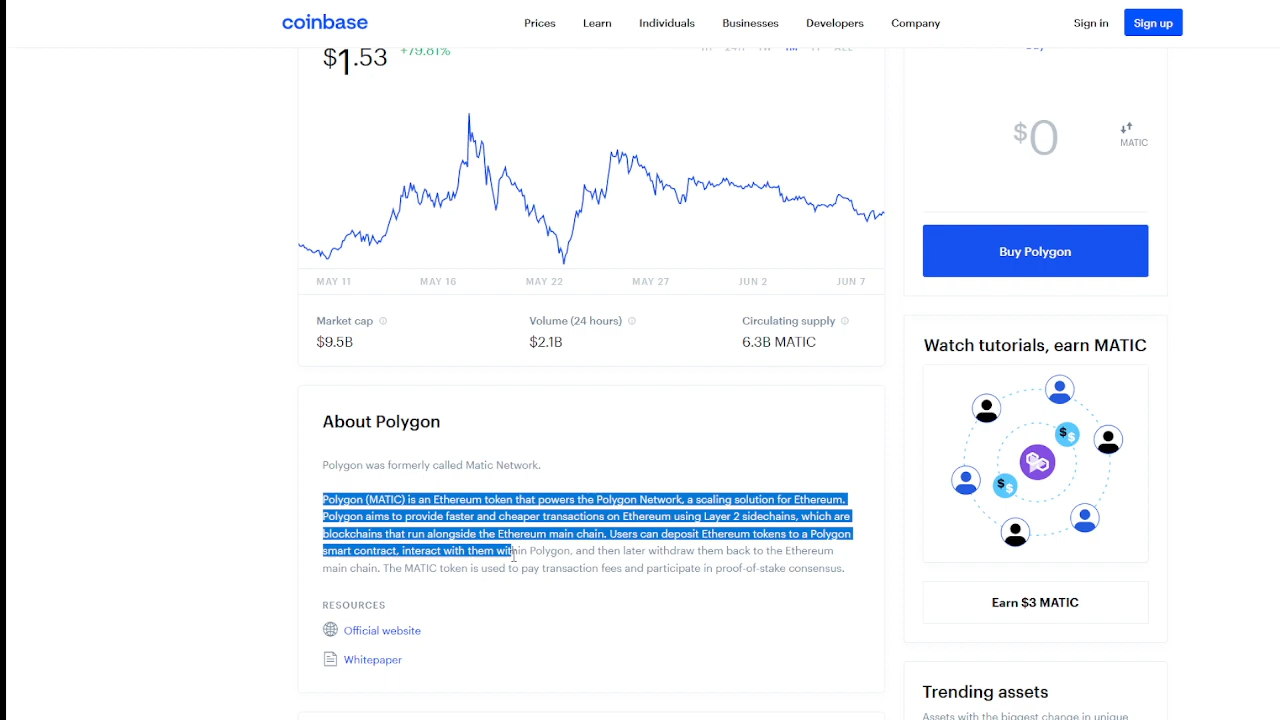 coinbase
Prices
Learn
Individuals
Businesses
Developers
Company
Sign in
Sign up
$1.53
+79.81%
$0
MATIC
Buy Polygon
MAY 11
MAY 16
MAY 22
MAY 27
JUN 2
JUN 7
Market cap
$9.5B
Volume (24 hours)
$2.1B
Circulating supply
6.3B MATIC
About Polygon
Polygon was formerly called Matic Network.
Polygon (MATIC) is an Ethereum token that powers the Polygon Network, a scaling solution for Ethereum.
Polygon aims to provide faster and cheaper transactions on Ethereum using Layer 2 sidechains, which are
blockchains that run alongside the Ethereum main chain. Users can deposit Ethereum tokens to a Polygon
smart contract, interact with them within Polygon, and then later withdraw them back to the Ethereum
main chain. The MATIC token is used to pay transaction fees and participate in proof-of-stake consensus.
RESOURCES
Official website
Whitepaper
Watch tutorials, earn MATIC
$ $
$ $
Earn $3 MATIC
Trending assets
Assets with the biggest change in unique